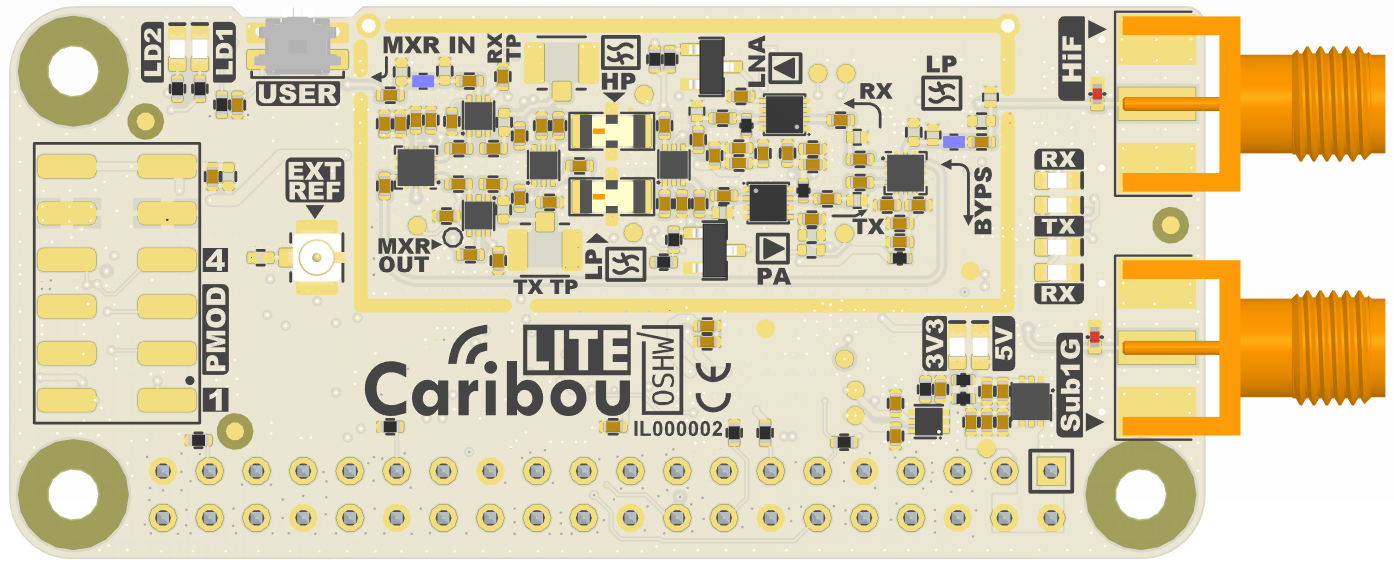 LD2
LD1
USER
MXR IN
RX
TP
HP
LNA
RX
LP
HiF
EXT
REF
RX
TX
RX
BYPS
TX
MXR
OUT
LP
PA
TX TP
4
PMOD
1
3V3
5V
Sub1G
Caribou
LITE
OSHW
CE
IL000002